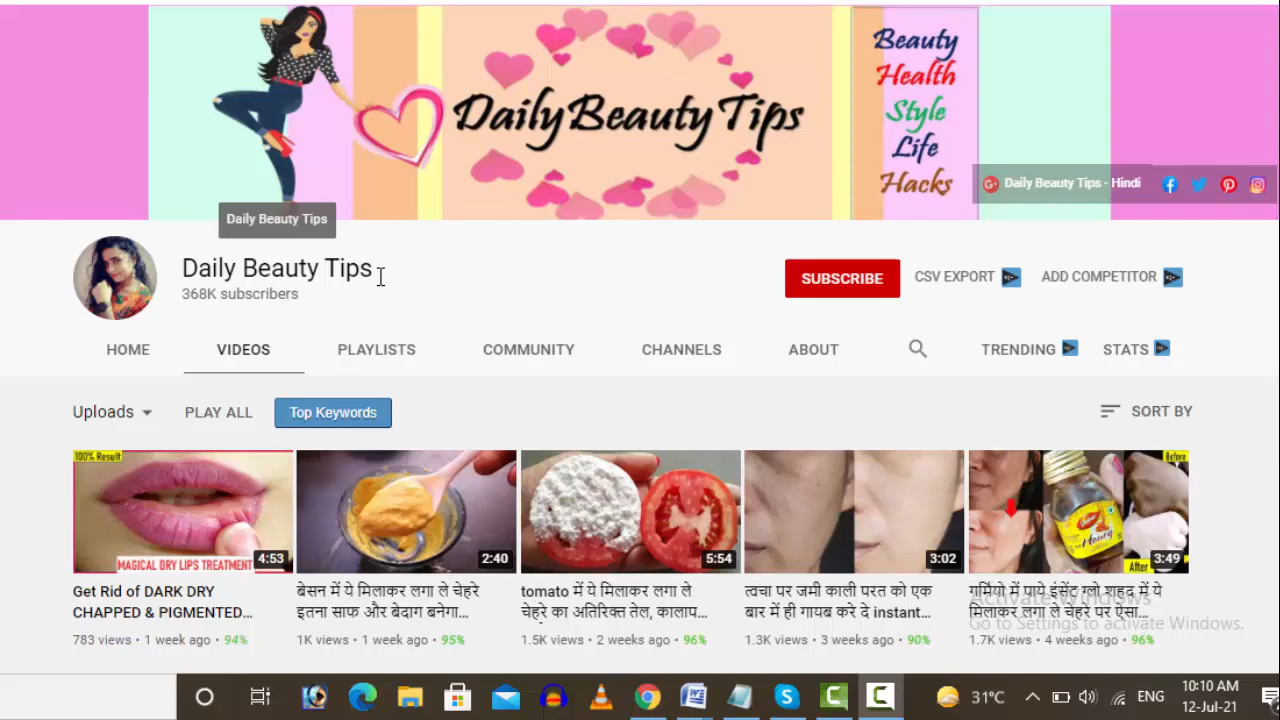 Daily Beauty Tips
Beauty
Health
Style
Life
Hacks
Daily Beauty Tips - Hindi
Daily Beauty Tips
Daily Beauty Tips
368K subscribers
SUBSCRIBE
CSV EXPORT
ADD COMPETITOR
HOME
VIDEOS
PLAYLISTS
COMMUNITY
CHANNELS
ABOUT
TRENDING
STATS
Uploads
PLAY ALL
Top Keywords
SORT BY
100% Result
MAGICAL DRY LIPS TREATMENT
4:53
2:40
5:54
3:02
Before
Dabur
Honey
After
3:49
Get Rid of DARK DRY
CHAPPED & PIGMENTED...
783 views • 1 week ago • 94%
बेसन में ये मिलाकर लगा ले चेहरे
इतना साफ और बेदाग बनेगा...
1K views • 1 week ago • 95%
tomato में ये मिलाकर लगा ले
चेहरे का अतिरिक्त तेल, कालाप...
1.5K views • 2 weeks ago • 96%
त्वचा पर जमी काली परत को एक
बार में ही गायब करे दे instant...
1.3K views • 3 weeks ago • 90%
गर्मियो में पाये इंसेंट ग्लो शहद में ये
मिलाकर लगा ले चेहरे पर ऐसा...
1.7K views • 4 weeks ago • 96%
Activate Windows
Go to Settings to activate Windows.
31°C
ENG
10:10 AM
12-Jul-21